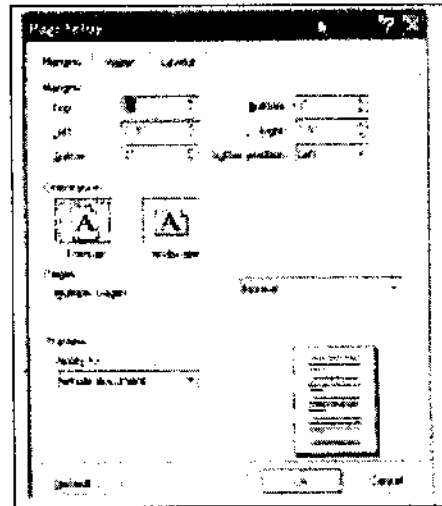 Page Setup
Margins Paper Layout
Margins
Top: Bottom:
Left: Right:
Gutter: Gutter position: Left
Orientation
A A
Portrait Landscape
Pages
Multiple pages: Normal
Preview
Apply to:
Whole document
Default... OK Cancel